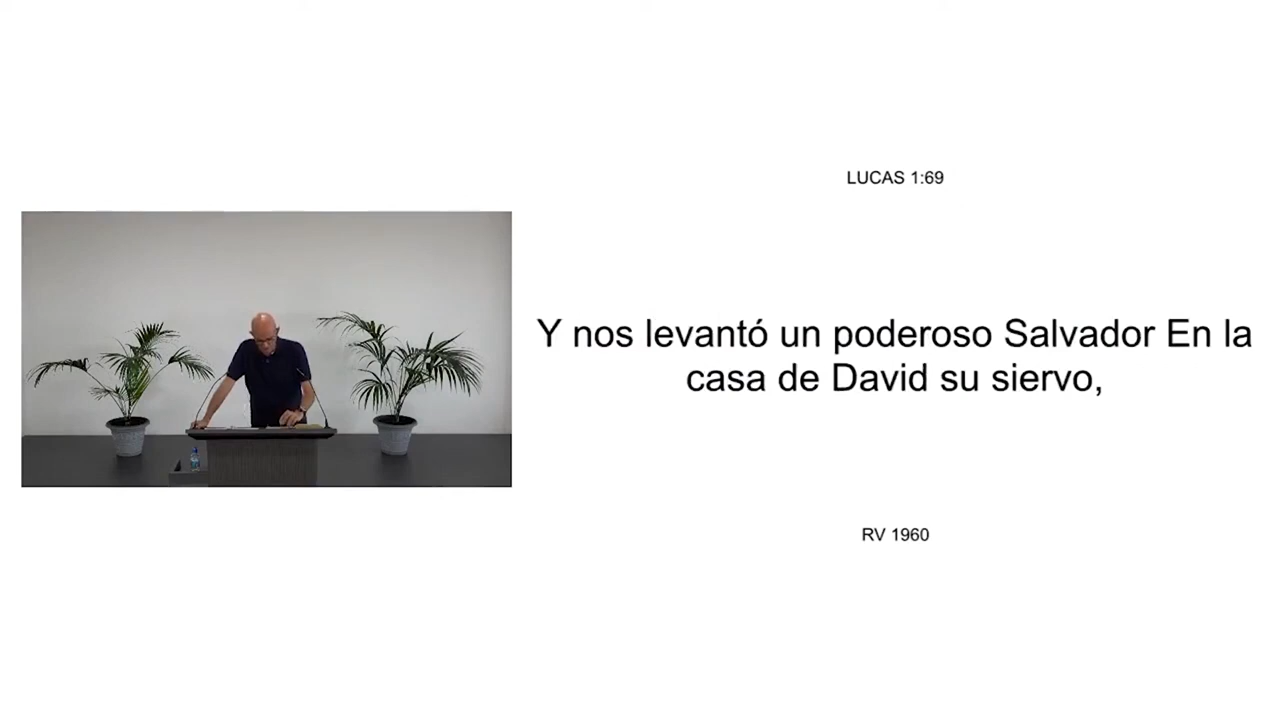 LUCAS 1:69
Y nos levantó un poderoso Salvador En la
casa de David su siervo,
RV 1960